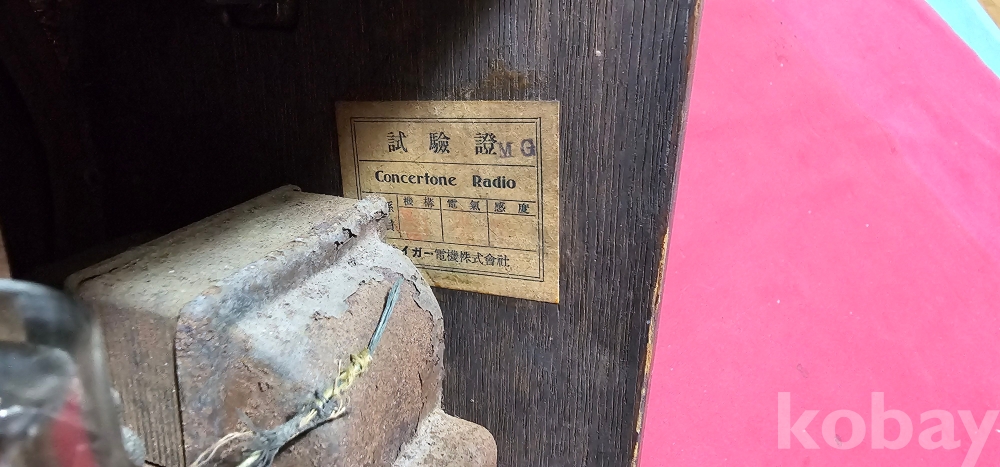 試驗證 MG
Concertone Radio
機構 電氣 感度
イガー電機株式會社
kobay